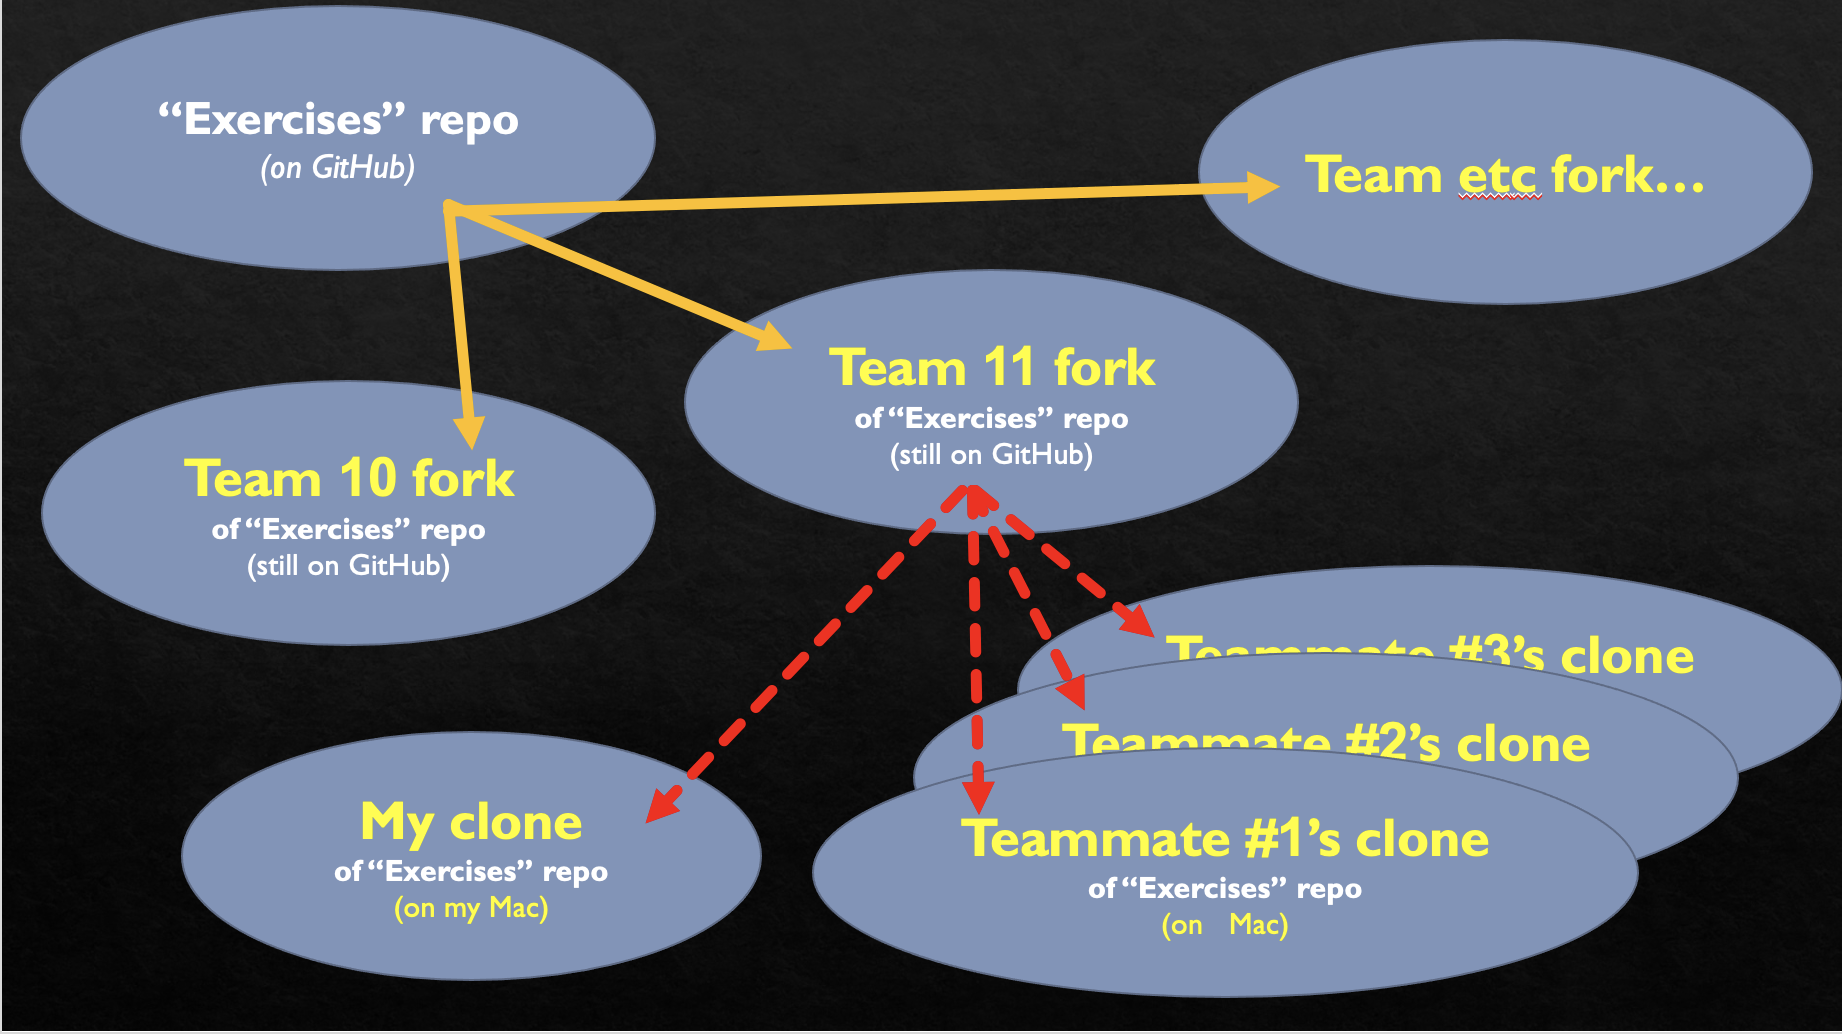 “Exercises” repo
(on GitHub)
Team etc fork…
Team 11 fork
of “Exercises” repo
(still on GitHub)
Team 10 fork
of “Exercises” repo
(still on GitHub)
Teammate #3’s clone
Teammate #2’s clone
My clone
of “Exercises” repo
(on my Mac)
Teammate #1’s clone
of “Exercises” repo
(on Mac)